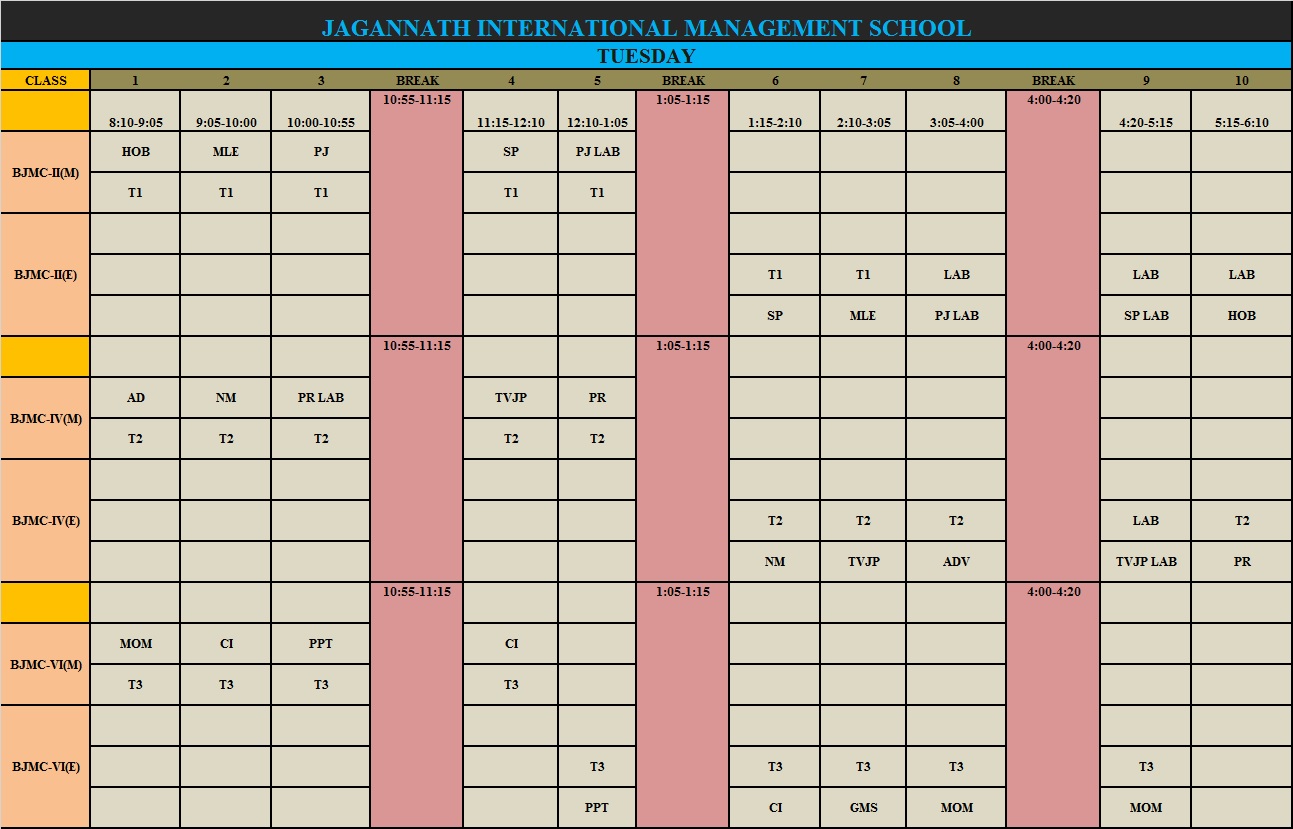 JAGANNATH INTERNATIONAL MANAGEMENT SCHOOL
TUESDAY
CLASS 1 2 3 BREAK 4 5 BREAK 6 7 8 BREAK 9 10
10:55-11:15 1:05-1:15 4:00-4:20
8:10-9:05 9:05-10:00 10:00-10:55 11:15-12:10 12:10-1:05 1:15-2:10 2:10-3:05 3:05-4:00 4:20-5:15 5:15-6:10
HOB MLE PJ SP PJ LAB
BJMC-II(M)
T1 T1 T1 T1 T1
BJMC-II(E) T1 T1 LAB LAB LAB
SP MLE PJ LAB SP LAB HOB
10:55-11:15 1:05-1:15 4:00-4:20
AD NM PR LAB TVJP PR
BJMC-IV(M)
T2 T2 T2 T2 T2
BJMC-IV(E) T2 T2 T2 LAB T2
NM TVJP ADV TVJP LAB PR
10:55-11:15 1:05-1:15 4:00-4:20
MOM CI PPT CI
BJMC-VI(M)
T3 T3 T3 T3
BJMC-VI(E) T3 T3 T3 T3 T3
PPT CI GMS MOM MOM